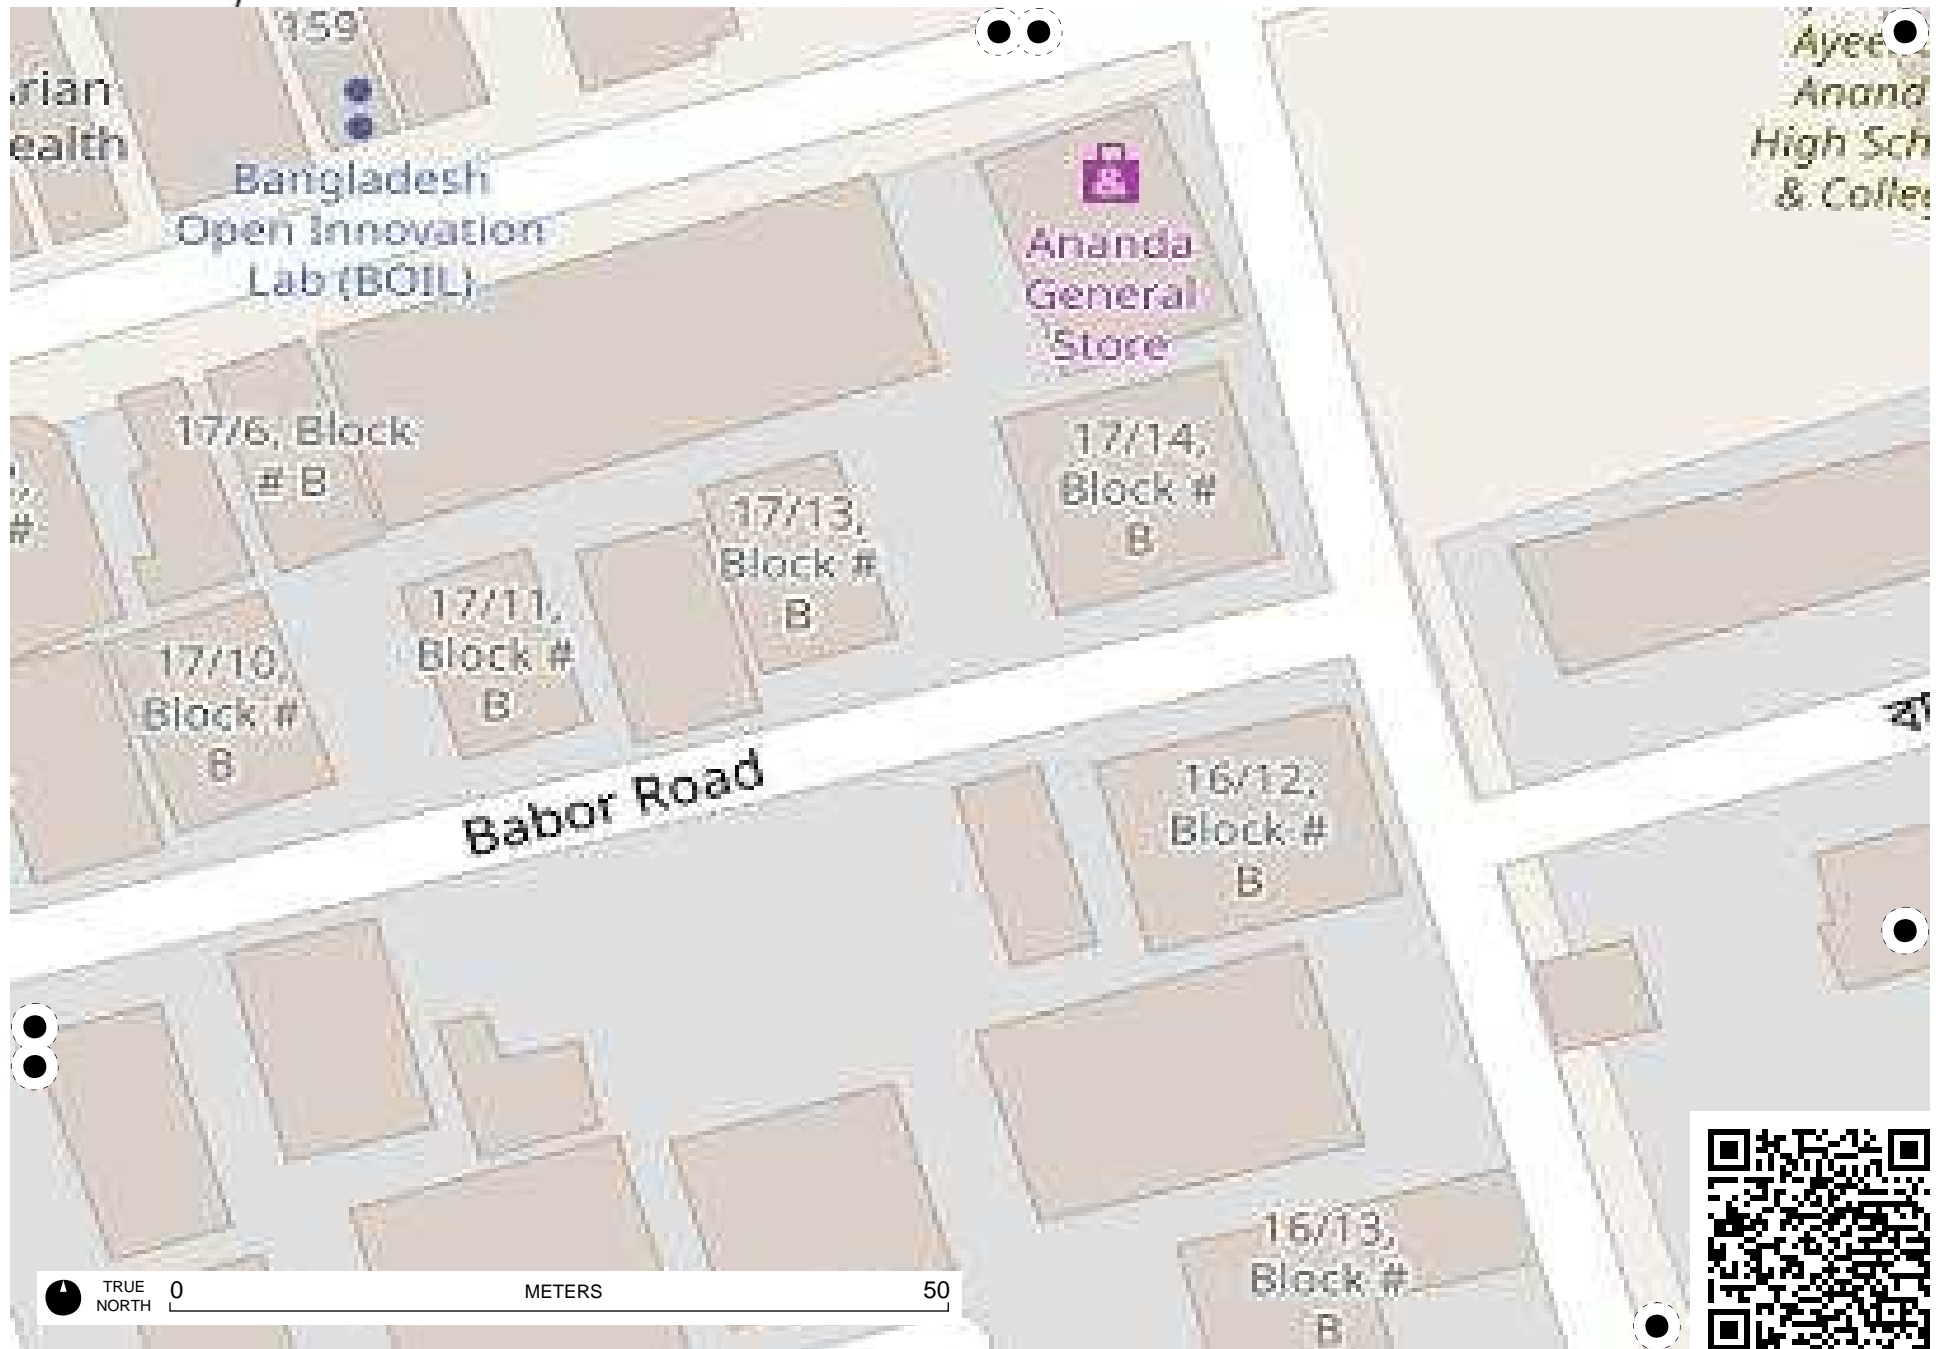 159
ealth
Bangladesh
Open Innovation
Lab (BOIL)
Anand
High Sch
& Colle
Ananda
General
Store
17/6, Block
# B
17/14,
Block #
B
17/13,
Block #
B
17/11,
Block #
B
17/10,
Block #
B
#
Babor Road
16/12,
Block #
B
16/13,
Block #
B
TRUE
NORTH
0 METERS 50